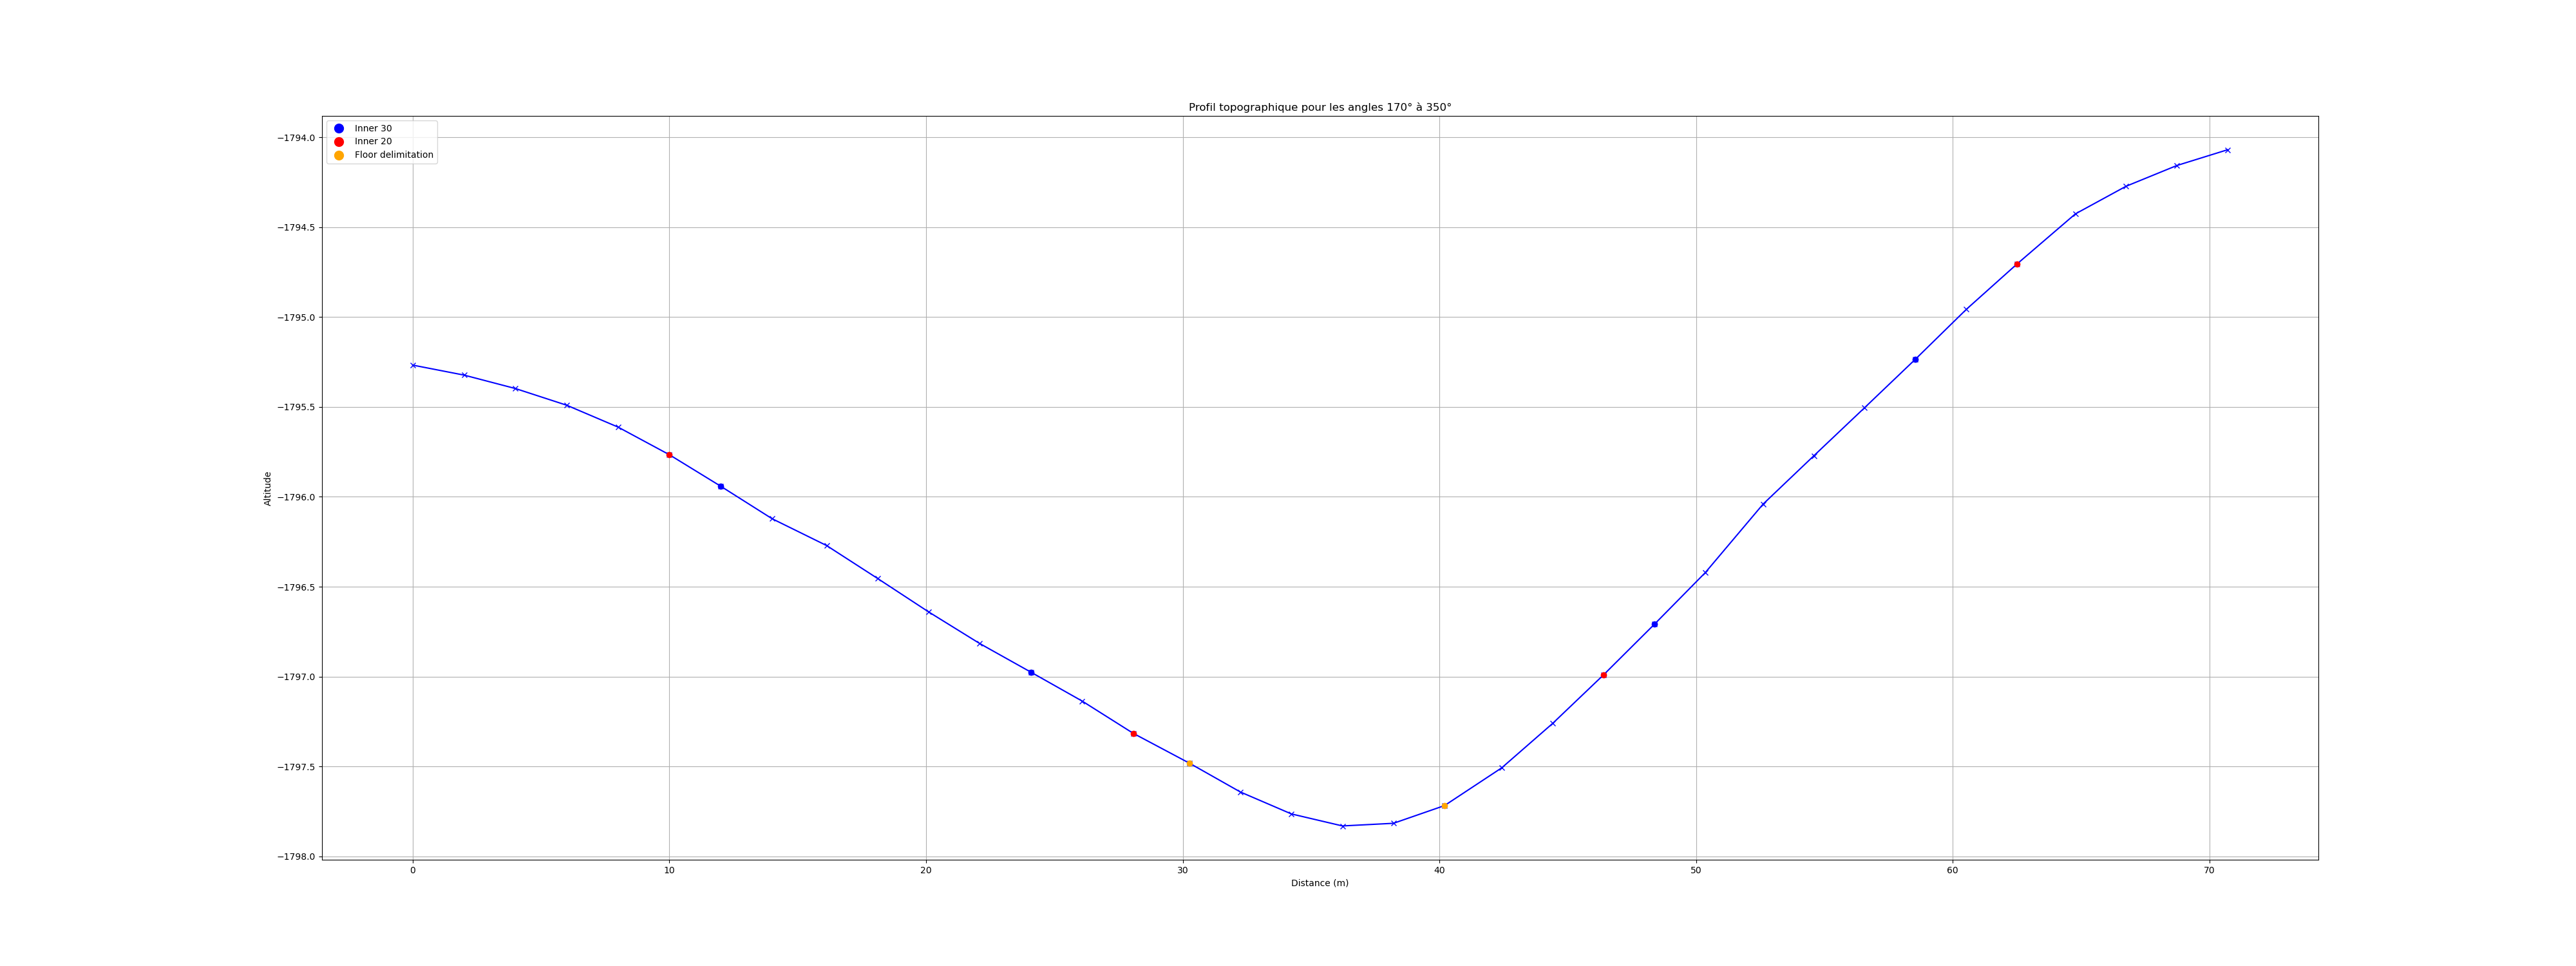 Profil topographique pour les angles 170° à 350°
Inner 30
Inner 20
Floor delimitation
−1794.0
−1794.5
−1795.0
−1795.5
−1796.0
−1796.5
−1797.0
−1797.5
−1798.0
Altitude
0 10 20 30 40 50 60 70
Distance (m)